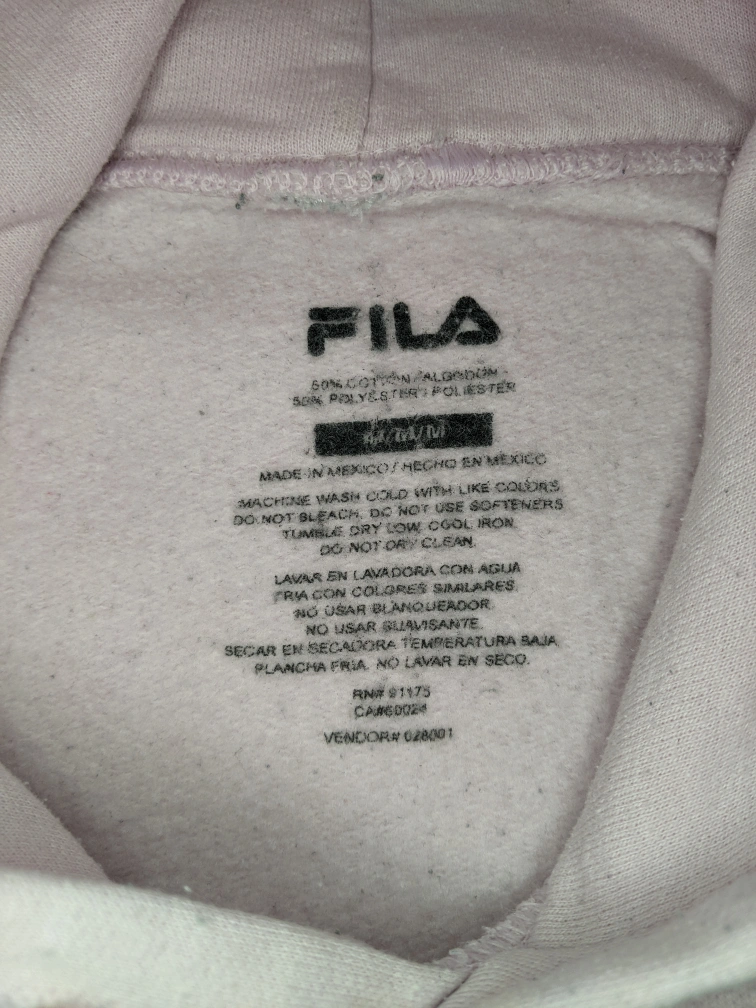 FILA
50% COTTON / ALGODON
50% POLYESTER / POLIESTER
M/M/M
MADE IN MEXICO / HECHO EN MEXICO
MACHINE WASH COLD WITH LIKE COLORS
DO NOT BLEACH. DO NOT USE SOFTENERS
TUMBLE DRY LOW. COOL IRON.
DO NOT DRY CLEAN.
LAVAR EN LAVADORA CON AGUA
FRIA CON COLORES SIMILARES.
NO USAR BLANQUEADOR.
NO USAR SUAVISANTE.
SECAR EN SECADORA TEMPERATURA BAJA.
PLANCHA FRIA. NO LAVAR EN SECO.
RN# 91175
CA#60024
VENDOR# 028001